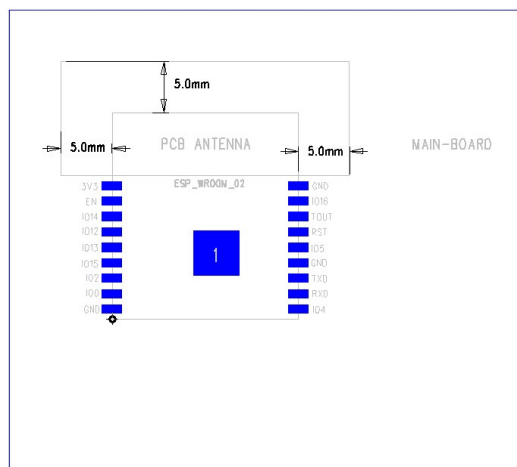 5.0mm
PCB ANTENNA
5.0mm
5.0mm
MAIN-BOARD
ESP_WROOM_02
3V3
GND
EN
IO16
IO14
TOUT
IO12
RST
IO13
IO5
IO15
GND
IO2
TXD
IO0
RXD
GND
IO4
1